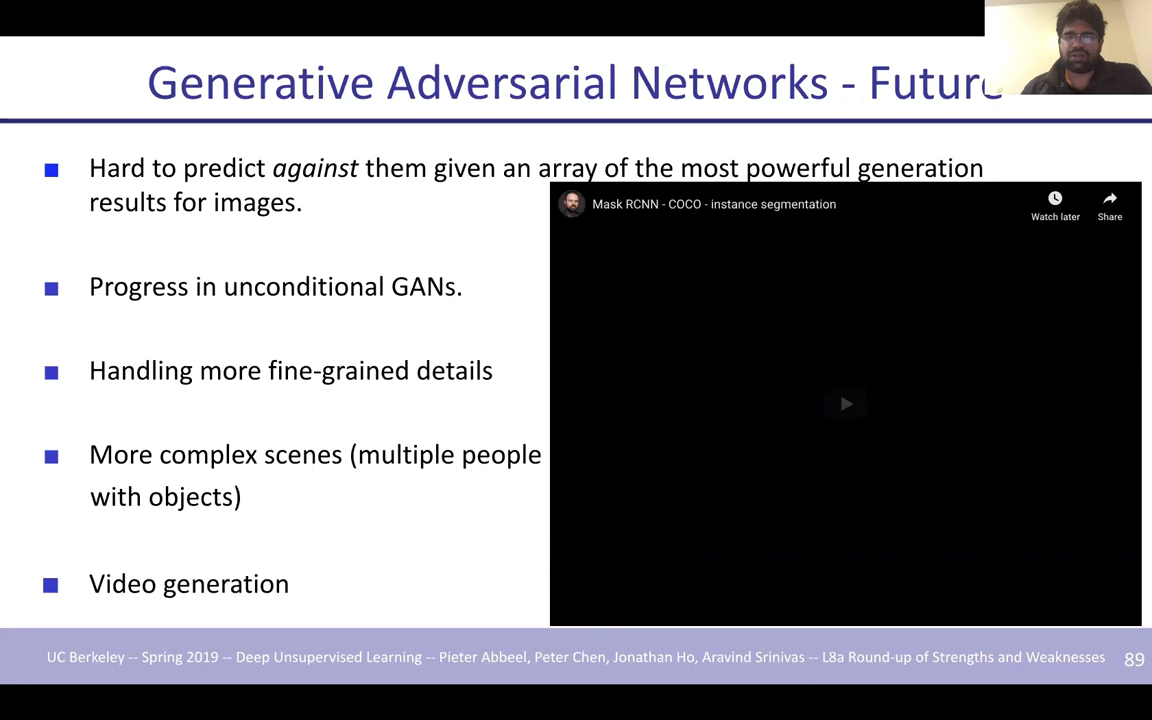 Generative Adversarial Networks - Future
Hard to predict against them given an array of the most powerful generation
results for images.
Mask RCNN - COCO - instance segmentation
Watch later
Share
Progress in unconditional GANs.
Handling more fine-grained details
More complex scenes (multiple people
with objects)
Video generation
UC Berkeley -- Spring 2019 -- Deep Unsupervised Learning -- Pieter Abbeel, Peter Chen, Jonathan Ho, Aravind Srinivas -- L8a Round-up of Strengths and Weaknesses
89